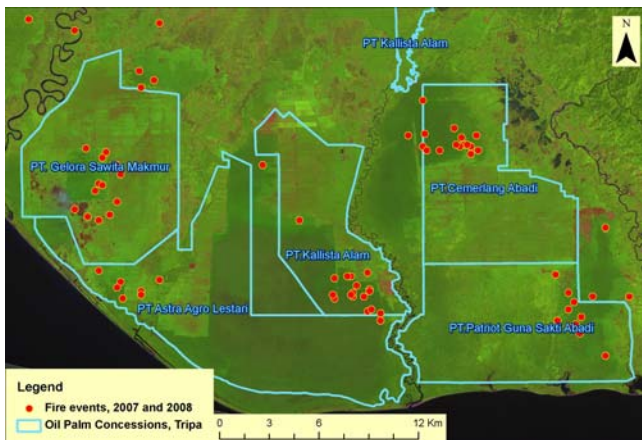 PT Kallista Alam
N
PT. Gelora Sawita Makmur
PT.Cemerlang Abadi
PT.Kallista Alam
PT.Astra Agro Lestari
PT.Patriot Guna Sakti Abadi
Legend
Fire events, 2007 and 2008
Oil Palm Concessions, Tripa
0 3 6 12 Km